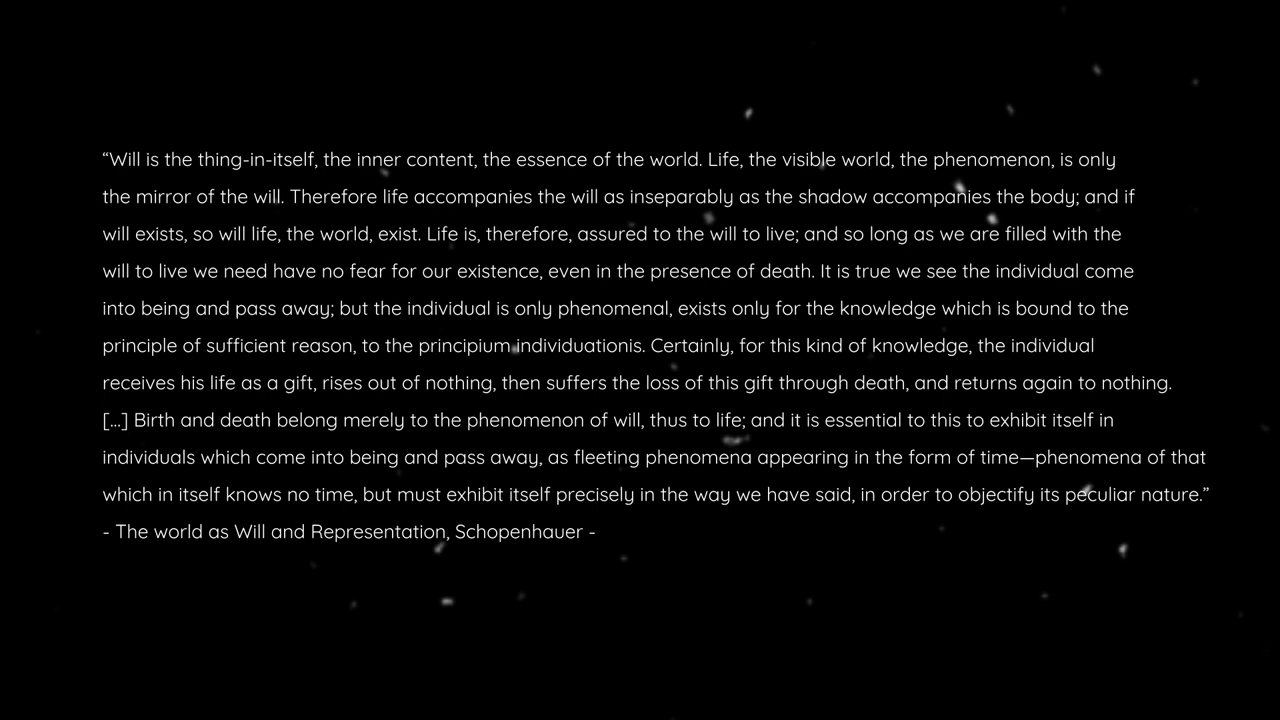 “Will is the thing-in-itself, the inner content, the essence of the world. Life, the visible world, the phenomenon, is only
the mirror of the will. Therefore life accompanies the will as inseparably as the shadow accompanies the body; and if
will exists, so will life, the world, exist. Life is, therefore, assured to the will to live; and so long as we are filled with the
will to live we need have no fear for our existence, even in the presence of death. It is true we see the individual come
into being and pass away; but the individual is only phenomenal, exists only for the knowledge which is bound to the
principle of sufficient reason, to the principium individuationis. Certainly, for this kind of knowledge, the individual
receives his life as a gift, rises out of nothing, then suffers the loss of this gift through death, and returns again to nothing.
[...] Birth and death belong merely to the phenomenon of will, thus to life; and it is essential to this to exhibit itself in
individuals which come into being and pass away, as fleeting phenomena appearing in the form of time—phenomena of that
which in itself knows no time, but must exhibit itself precisely in the way we have said, in order to objectify its peculiar nature.”
- The world as Will and Representation, Schopenhauer -